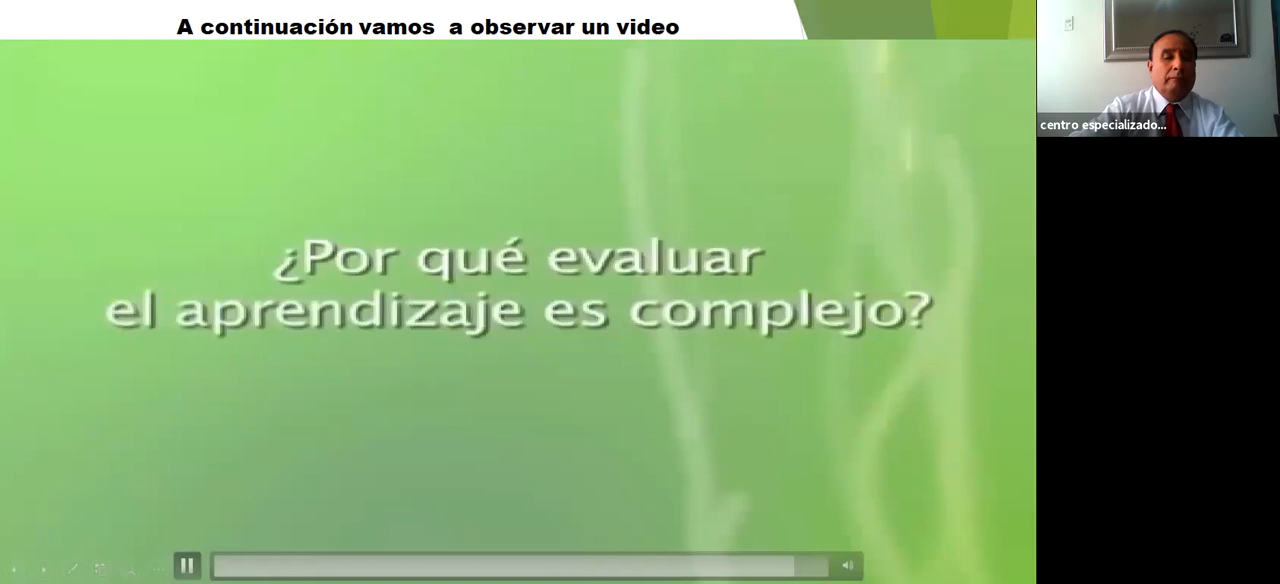 A continuación vamos a observar un video
¿Por qué evaluar
el aprendizaje es complejo?
centro especializado...